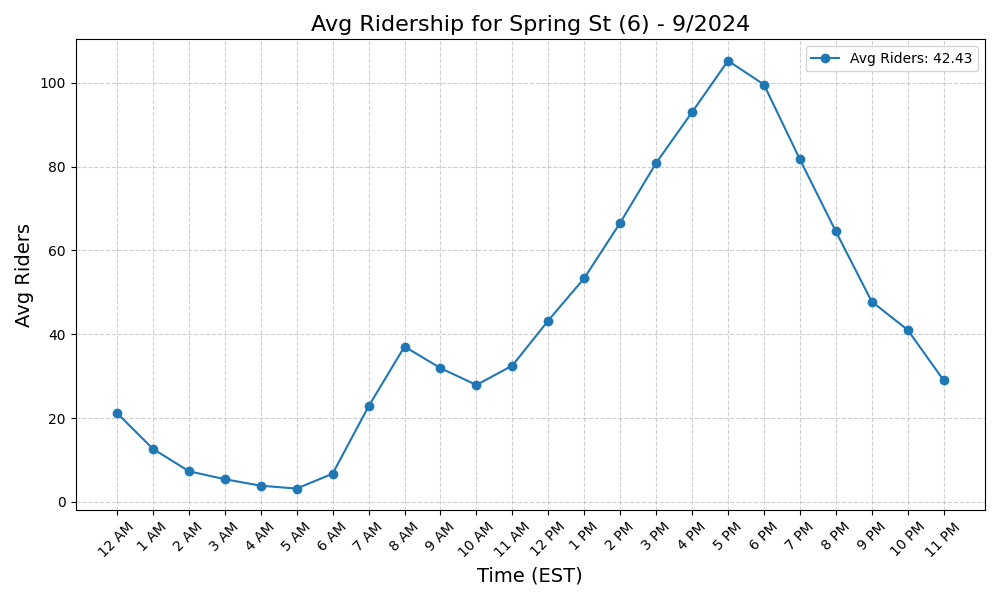 Avg Ridership for Spring St (6) - 9/2024
Avg Riders: 42.43
Avg Riders
100
80
60
40
20
0
12 AM
1 AM
2 AM
3 AM
4 AM
5 AM
6 AM
7 AM
8 AM
9 AM
10 AM
11 AM
12 PM
1 PM
2 PM
3 PM
4 PM
5 PM
6 PM
7 PM
8 PM
9 PM
10 PM
11 PM
Time (EST)